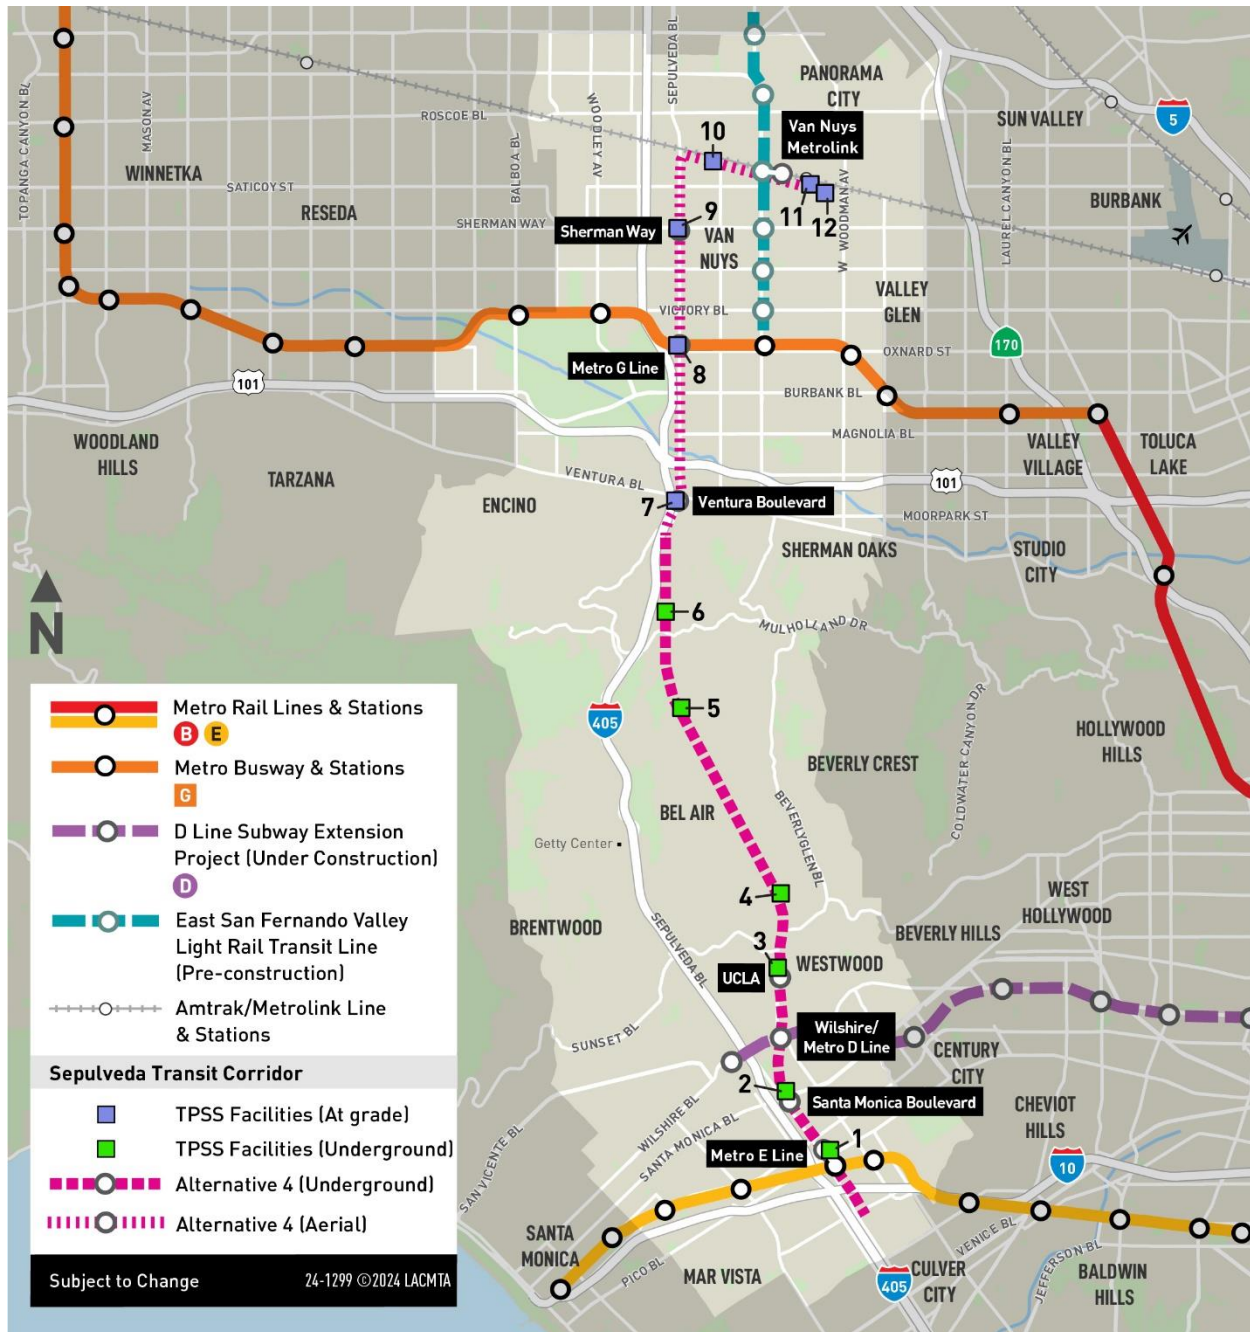 TOPANGA CANYON BL
MASON AV
WINNETKA
SATICOY ST
RESEDA
ROSCOE BL
BALBOA BL
SHERMAN WAY
WOODLEY AV
SEPULVEDA BL
PANORAMA
CITY
Van Nuys
Metrolink
10
11
12
W WOODMAN AV
SUN VALLEY
5
LAUREL CANYON BL
BURBANK
9
Sherman Way
VAN
NUYS
VICTORY BL
VALLEY
GLEN
170
OXNARD ST
Metro G Line
8
BURBANK BL
MAGNOLIA BL
101
WOODLAND
HILLS
TARZANA
VENTURA BL
ENCINO
7
Ventura Boulevard
VALLEY
VILLAGE
TOLUCA
LAKE
101
MOORPARK ST
SHERMAN OAKS
STUDIO
CITY
N
6
MULHOLLAND DR
5
405
COLDWATER CANYON DR
HOLLYWOOD
HILLS
BEVERLY CREST
BEL AIR
BEVERLYGLEN BL
Getty Center
4
WEST
HOLLYWOOD
BRENTWOOD
SEPULVEDA BL
BEVERLY HILLS
3
UCLA
WESTWOOD
SUNSET BL
Wilshire/
Metro D Line
CENTURY
CITY
2
Santa Monica Boulevard
CHEVIOT
HILLS
WILSHIRE BL
SANTA MONICA BL
SAN VICENTE BL
Metro E Line
1
10
SANTA
MONICA
PICO BL
MAR VISTA
405
CULVER
CITY
VENICE BL
JEFFERSON BL
BALDWIN
HILLS
Metro Rail Lines & Stations
B E
Metro Busway & Stations
G
D Line Subway Extension
Project (Under Construction)
D
East San Fernando Valley
Light Rail Transit Line
(Pre-construction)
Amtrak/Metrolink Line
& Stations
Sepulveda Transit Corridor
TPSS Facilities (At grade)
TPSS Facilities (Underground)
Alternative 4 (Underground)
Alternative 4 (Aerial)
Subject to Change
24-1299 ©2024 LACMTA